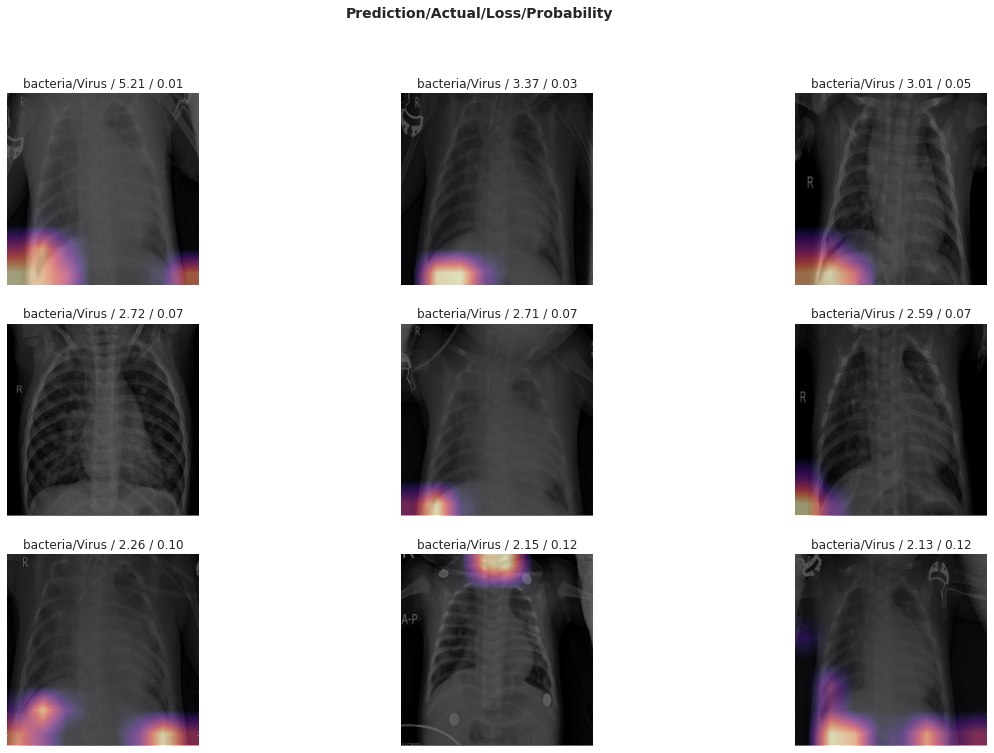 Prediction/Actual/Loss/Probability
bacteria/Virus / 5.21 / 0.01
bacteria/Virus / 3.37 / 0.03
bacteria/Virus / 3.01 / 0.05
R
R
R
bacteria/Virus / 2.72 / 0.07
bacteria/Virus / 2.71 / 0.07
bacteria/Virus / 2.59 / 0.07
R
R
R
bacteria/Virus / 2.26 / 0.10
bacteria/Virus / 2.15 / 0.12
bacteria/Virus / 2.13 / 0.12
R
A-P